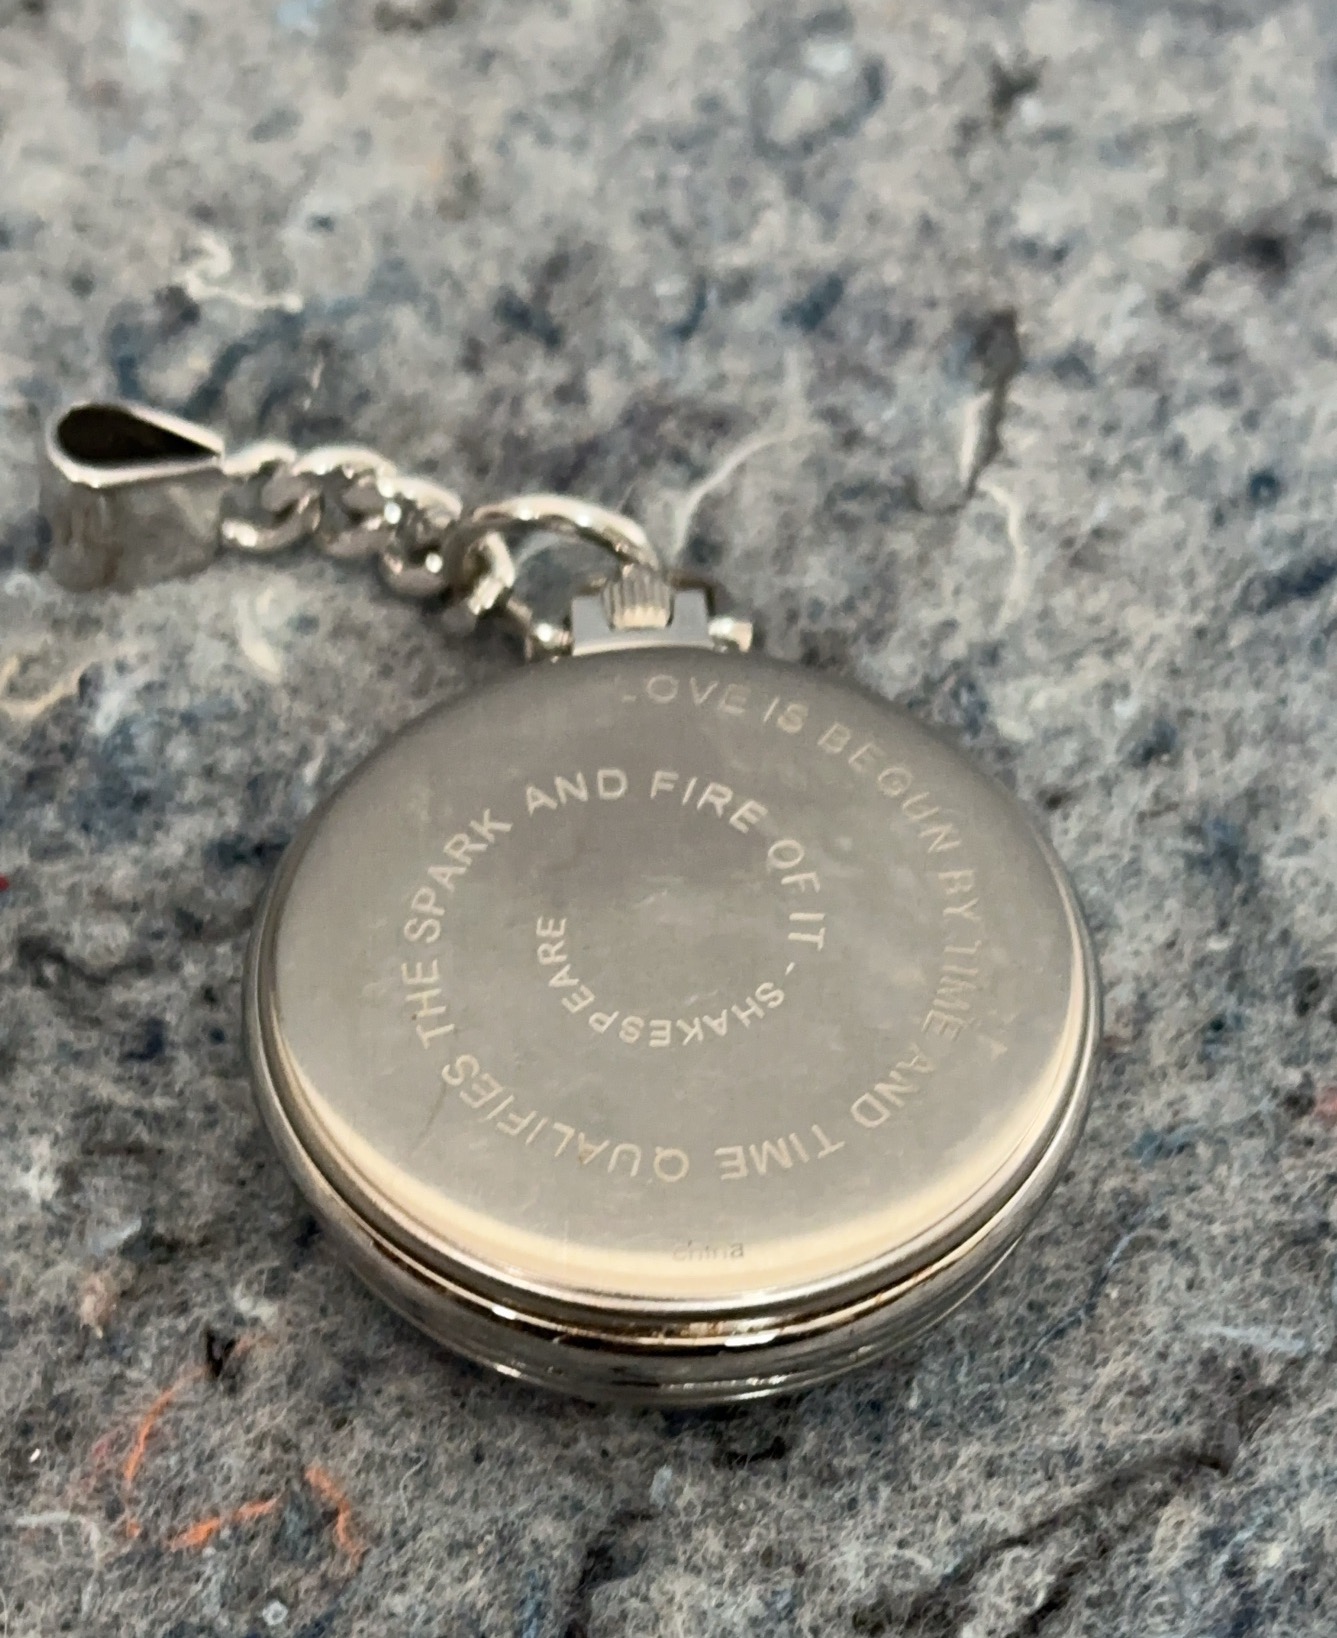 LOVE IS BEGUN BY TIME AND TIME QUALIFIES THE SPARK AND FIRE OF IT - SHAKESPEARE
china